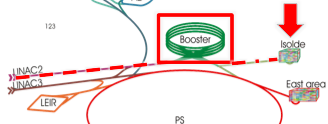 123
Booster
Isolde
LINAC2
LINAC3
East area
LEIR
PS